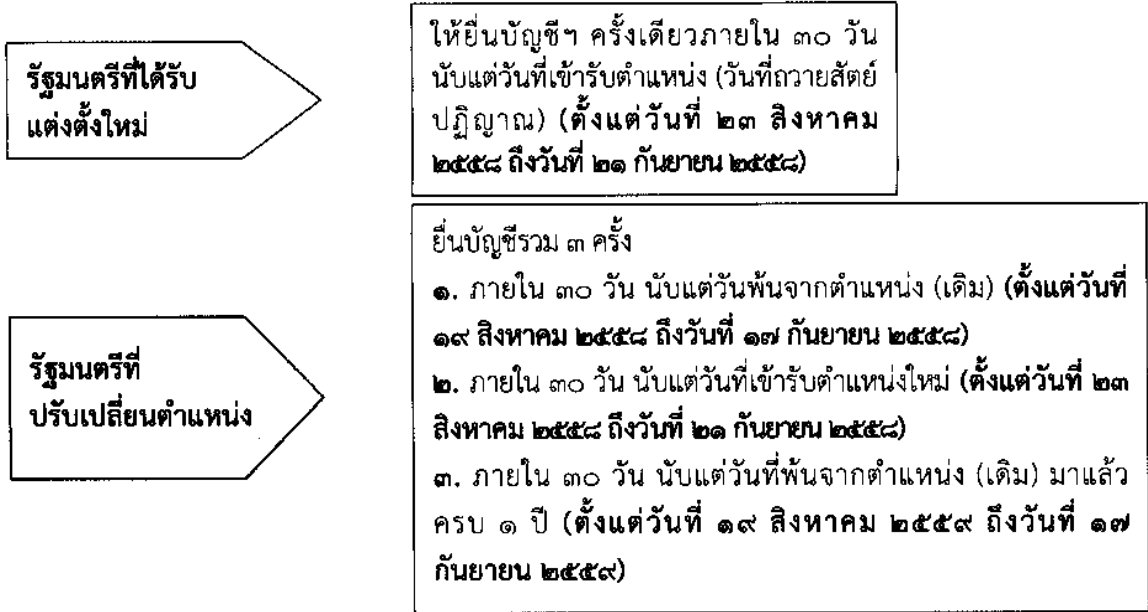 รัฐมนตรีที่ได้รับ
แต่งตั้งใหม่
ให้ยื่นบัญชีฯ ครั้งเดียวภายใน ๓๐ วัน
นับแต่วันที่เข้ารับตำแหน่ง (วันที่ถวายสัตย์
ปฏิญาณ) (ตั้งแต่วันที่ ๒๓ สิงหาคม
๒๕๕๘ ถึงวันที่ ๒๑ กันยายน ๒๕๕๘)
รัฐมนตรีที่
ปรับเปลี่ยนตำแหน่ง
ยื่นบัญชีรวม ๓ ครั้ง
๑. ภายใน ๓๐ วัน นับแต่วันพ้นจากตำแหน่ง (เดิม) (ตั้งแต่วันที่
๑๙ สิงหาคม ๒๕๕๘ ถึงวันที่ ๑๗ กันยายน ๒๕๕๘)
๒. ภายใน ๓๐ วัน นับแต่วันที่เข้ารับตำแหน่งใหม่ (ตั้งแต่วันที่ ๒๓
สิงหาคม ๒๕๕๘ ถึงวันที่ ๒๑ กันยายน ๒๕๕๘)
๓. ภายใน ๓๐ วัน นับแต่วันที่พ้นจากตำแหน่ง (เดิม) มาแล้ว
ครบ ๑ ปี (ตั้งแต่วันที่ ๑๙ สิงหาคม ๒๕๕๙ ถึงวันที่ ๑๗
กันยายน ๒๕๕๙)